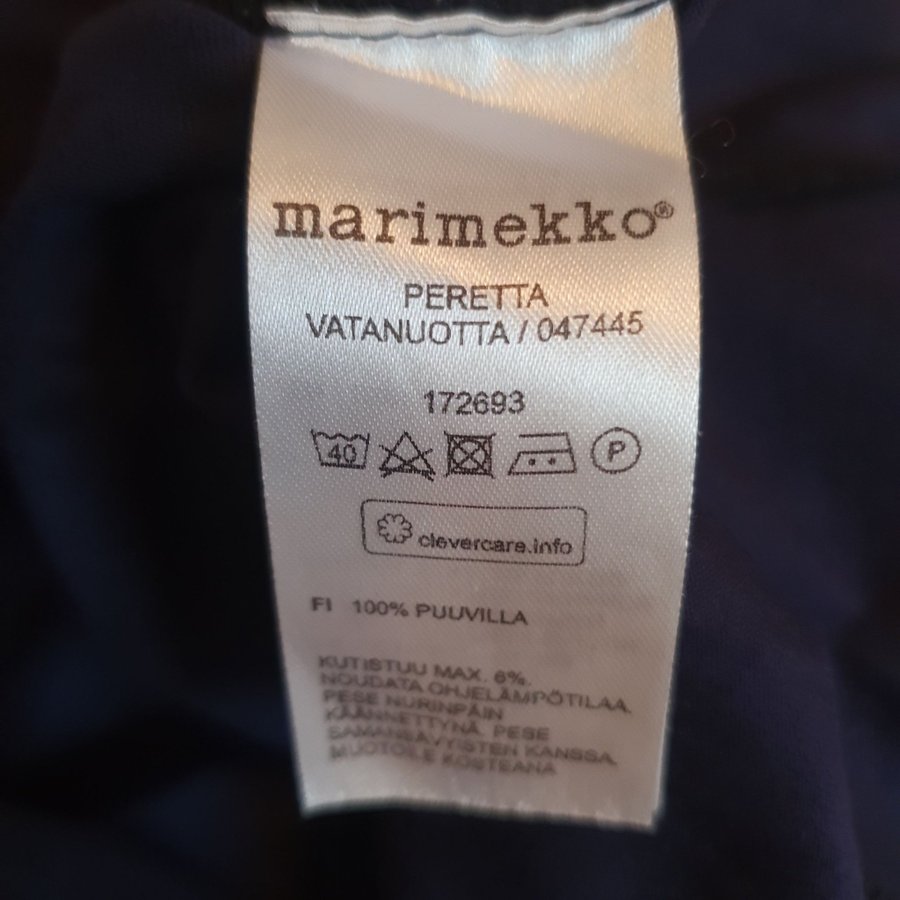 marimekko®
PERETTA
VATANUOTTA / 047445
172693
40 P
clevercare.info
FI 100% PUUVILLA
KUTISTUU MAX. 6%.
NOUDATA OHJELÄMPÖTILAA.
PESE NURINPÄIN
KÄÄNNETTYNÄ. PESE
SAMANSÄVYISTEN KANSSA.
MUOTOILE KOSTEANA